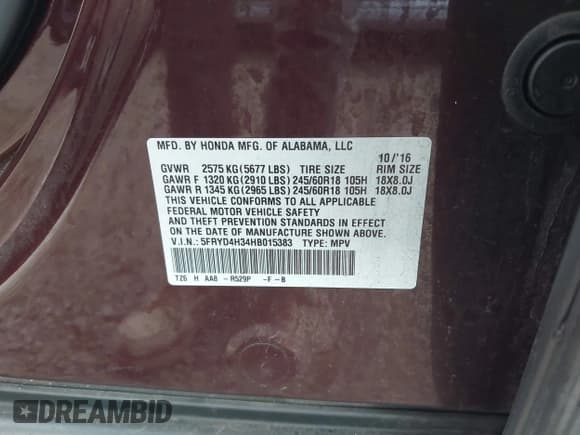 MFD. BY HONDA MFG. OF ALABAMA, LLC
10/'16
GVWR 2575 KG (5677 LBS) TIRE SIZE RIM SIZE
GAWR F 1320 KG (2910 LBS) 245/60R18 105H 18X8.0J
GAWR R 1345 KG (2965 LBS) 245/60R18 105H 18X8.0J
THIS VEHICLE CONFORMS TO ALL APPLICABLE
FEDERAL MOTOR VEHICLE SAFETY
AND THEFT PREVENTION STANDARDS IN EFFECT
ON THE DATE OF MANUFACTURE SHOWN ABOVE.
V.I.N.: 5FRYD4H34HB015383 TYPE: MPV
TZ6 H AA8 - R529P -F-B
DREAMBID